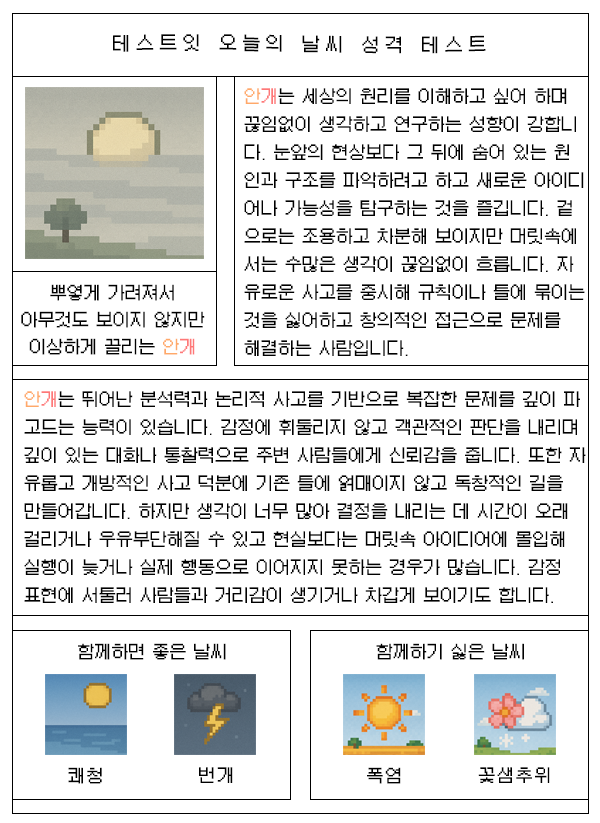 테스트잇 오늘의 날씨 성격 테스트
뿌옇게 가려져서
아무것도 보이지 않지만
이상하게 끌리는 안개
안개는 세상의 원리를 이해하고 싶어 하며
끊임없이 생각하고 연구하는 성향이 강합니
다. 눈앞의 현상보다 그 뒤에 숨어 있는 원
인과 구조를 파악하려고 하고 새로운 아이디
어나 가능성을 탐구하는 것을 즐깁니다. 겉
으로는 조용하고 차분해 보이지만 머릿속에
서는 수많은 생각이 끊임없이 흐릅니다. 자
유로운 사고를 중시해 규칙이나 틀에 묶이는
것을 싫어하고 창의적인 접근으로 문제를
해결하는 사람입니다.
안개는 뛰어난 분석력과 논리적 사고를 기반으로 복잡한 문제를 깊이 파
고드는 능력이 있습니다. 감정에 휘둘리지 않고 객관적인 판단을 내리며
깊이 있는 대화나 통찰력으로 주변 사람들에게 신뢰감을 줍니다. 또한 자
유롭고 개방적인 사고 덕분에 기존 틀에 얽매이지 않고 독창적인 길을
만들어갑니다. 하지만 생각이 너무 많아 결정을 내리는 데 시간이 오래
걸리거나 우유부단해질 수 있고 현실보다는 머릿속 아이디어에 몰입해
실행이 늦거나 실제 행동으로 이어지지 못하는 경우가 많습니다. 감정
표현에 서툴러 사람들과 거리감이 생기거나 차갑게 보이기도 합니다.
함께하면 좋은 날씨
쾌청
번개
함께하기 싫은 날씨
폭염
꽃샘추위